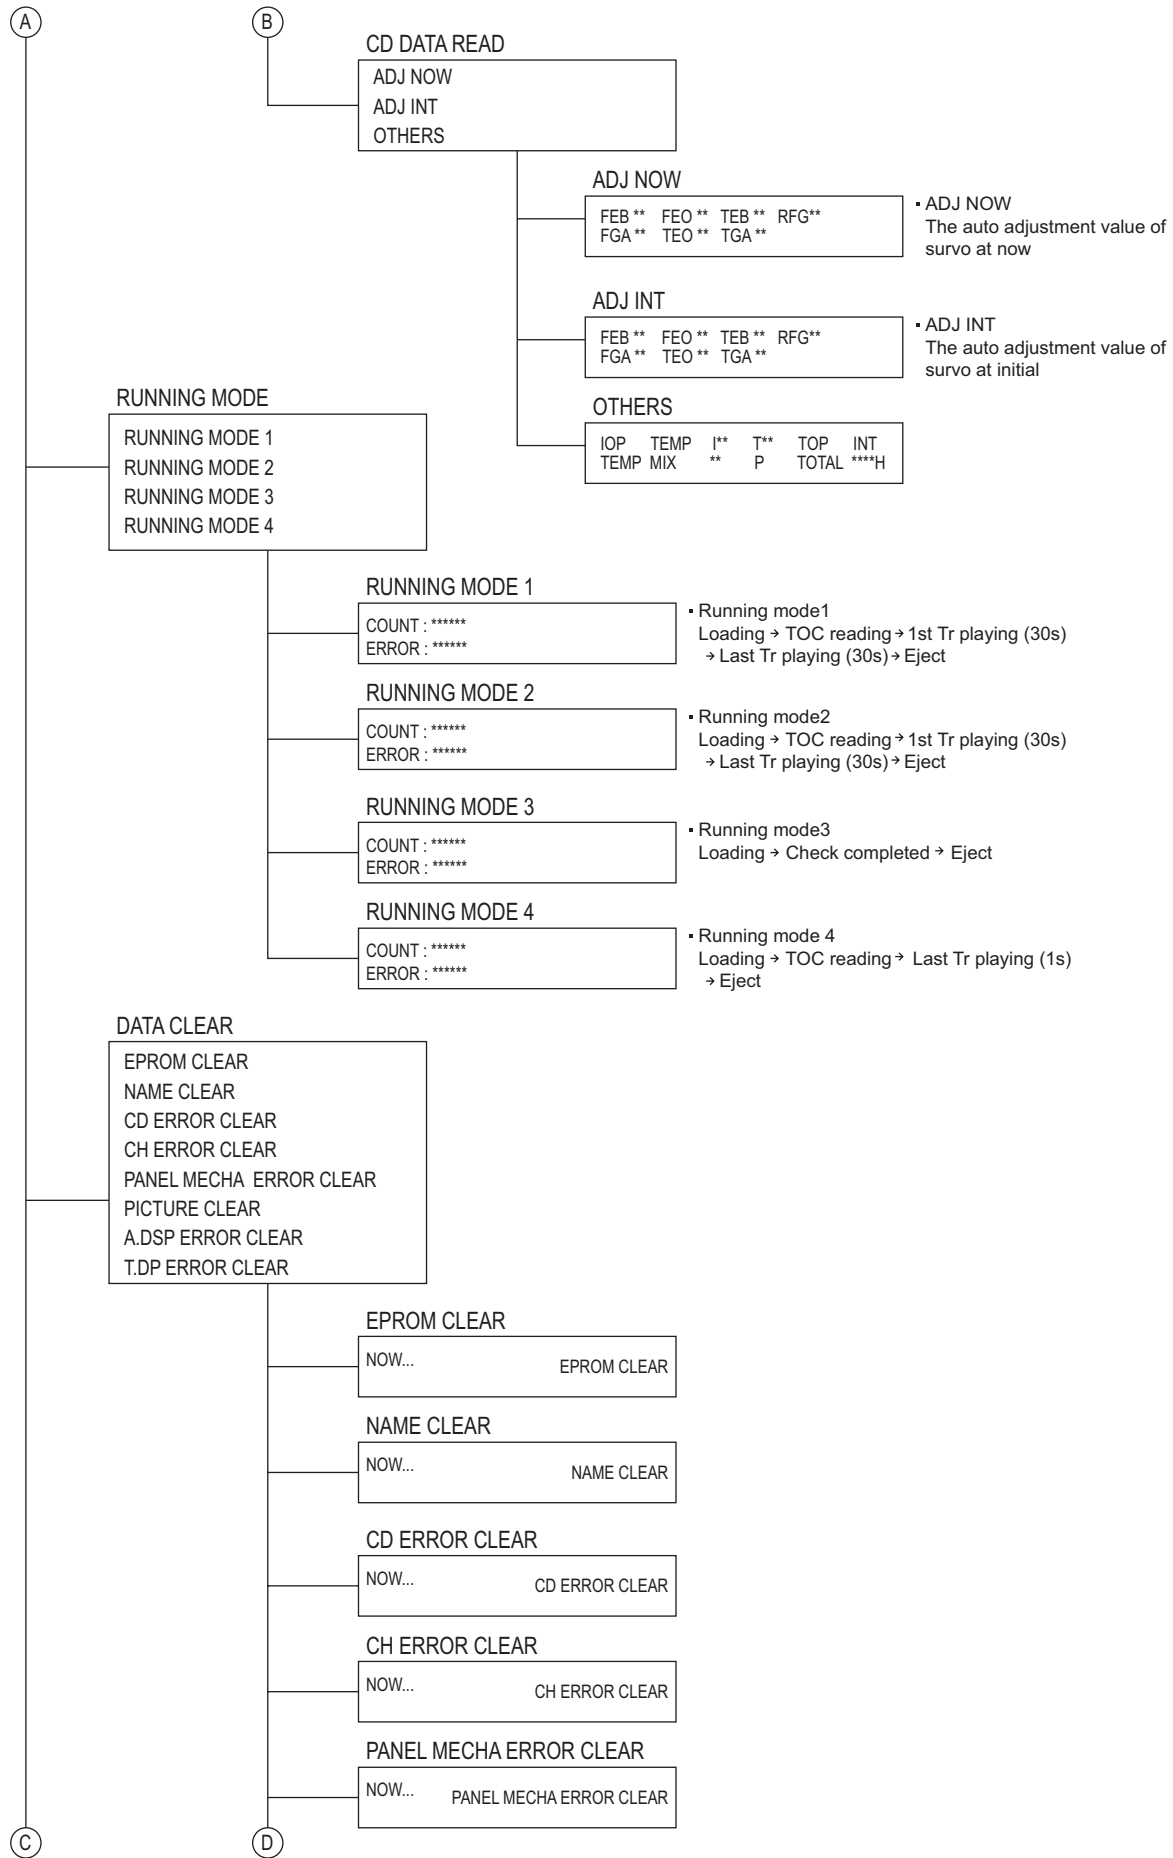 A
B
CD DATA READ
ADJ NOW
ADJ INT
OTHERS
ADJ NOW
FEB ** FEO ** TEB ** RFG**
FGA ** TEO ** TGA **
▪ ADJ NOW
The auto adjustment value of
survo at now
ADJ INT
FEB ** FEO ** TEB ** RFG**
FGA ** TEO ** TGA **
▪ ADJ INT
The auto adjustment value of
survo at initial
OTHERS
IOP TEMP I** T** TOP INT
TEMP MIX ** P TOTAL ****H
RUNNING MODE
RUNNING MODE 1
RUNNING MODE 2
RUNNING MODE 3
RUNNING MODE 4
RUNNING MODE 1
COUNT : ******
ERROR : ******
▪ Running mode1
Loading → TOC reading → 1st Tr playing (30s)
→ Last Tr playing (30s) → Eject
RUNNING MODE 2
COUNT : ******
ERROR : ******
▪ Running mode2
Loading → TOC reading → 1st Tr playing (30s)
→ Last Tr playing (30s) → Eject
RUNNING MODE 3
COUNT : ******
ERROR : ******
▪ Running mode3
Loading → Check completed → Eject
RUNNING MODE 4
COUNT : ******
ERROR : ******
▪ Running mode 4
Loading → TOC reading → Last Tr playing (1s)
→ Eject
DATA CLEAR
EPROM CLEAR
NAME CLEAR
CD ERROR CLEAR
CH ERROR CLEAR
PANEL MECHA ERROR CLEAR
PICTURE CLEAR
A.DSP ERROR CLEAR
T.DP ERROR CLEAR
EPROM CLEAR
NOW... EPROM CLEAR
NAME CLEAR
NOW... NAME CLEAR
CD ERROR CLEAR
NOW... CD ERROR CLEAR
CH ERROR CLEAR
NOW... CH ERROR CLEAR
PANEL MECHA ERROR CLEAR
NOW... PANEL MECHA ERROR CLEAR
C
D